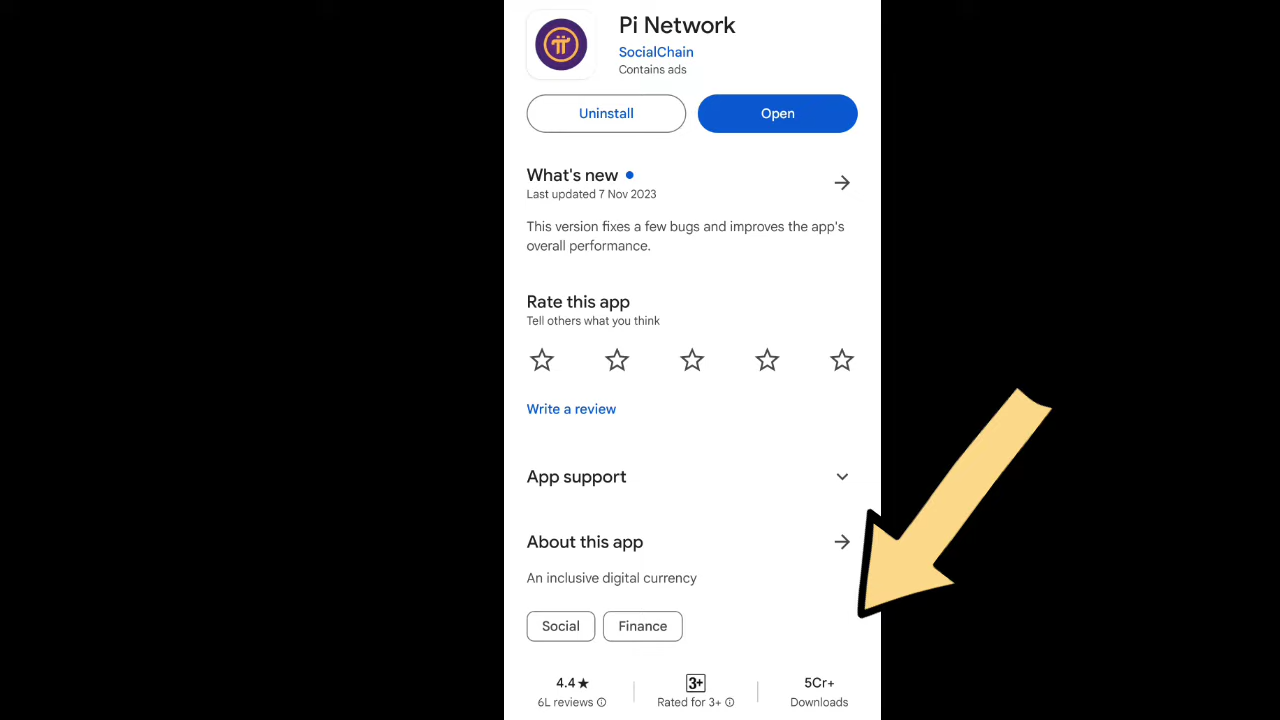 Pi Network
SocialChain
Contains ads
Uninstall
Open
What's new
Last updated 7 Nov 2023
This version fixes a few bugs and improves the app's
overall performance.
Rate this app
Tell others what you think
Write a review
App support
About this app
An inclusive digital currency
Social
Finance
4.4★
6L reviews
3+
Rated for 3+
5Cr+
Downloads